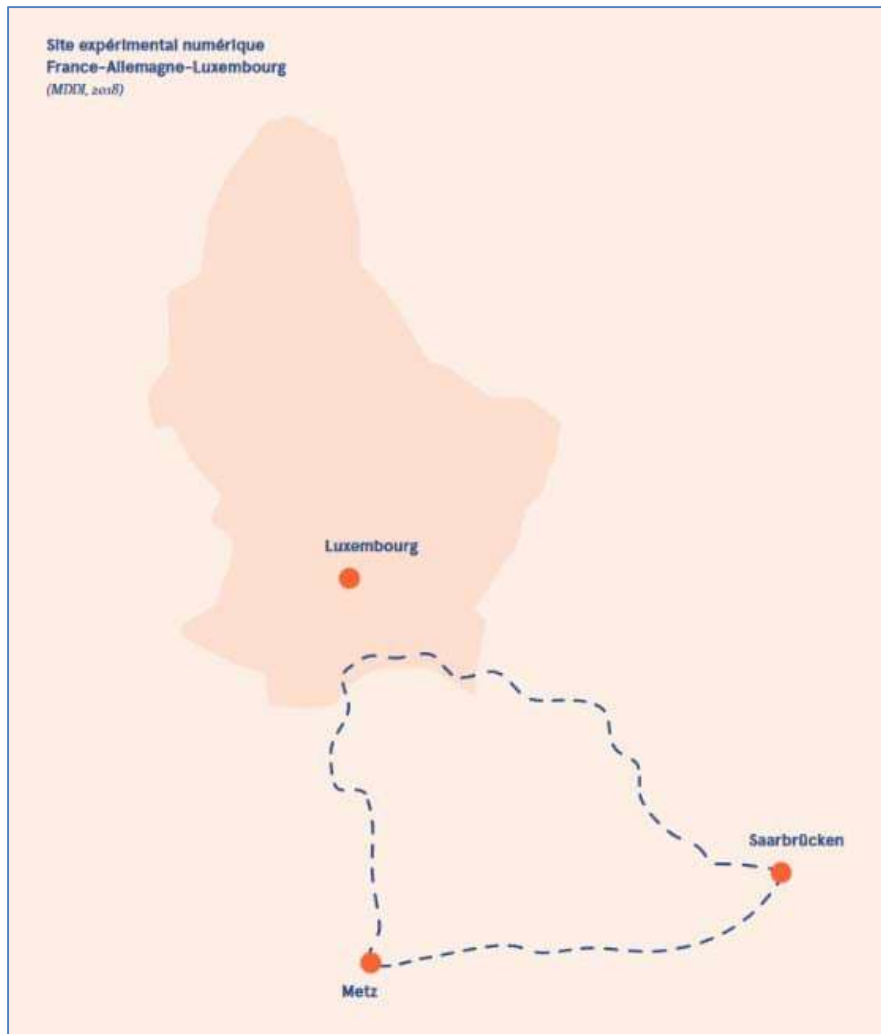 Site expérimental numérique
France-Allemagne-Luxembourg
(MDDI, 2018)
Luxembourg
Saarbrücken
Metz